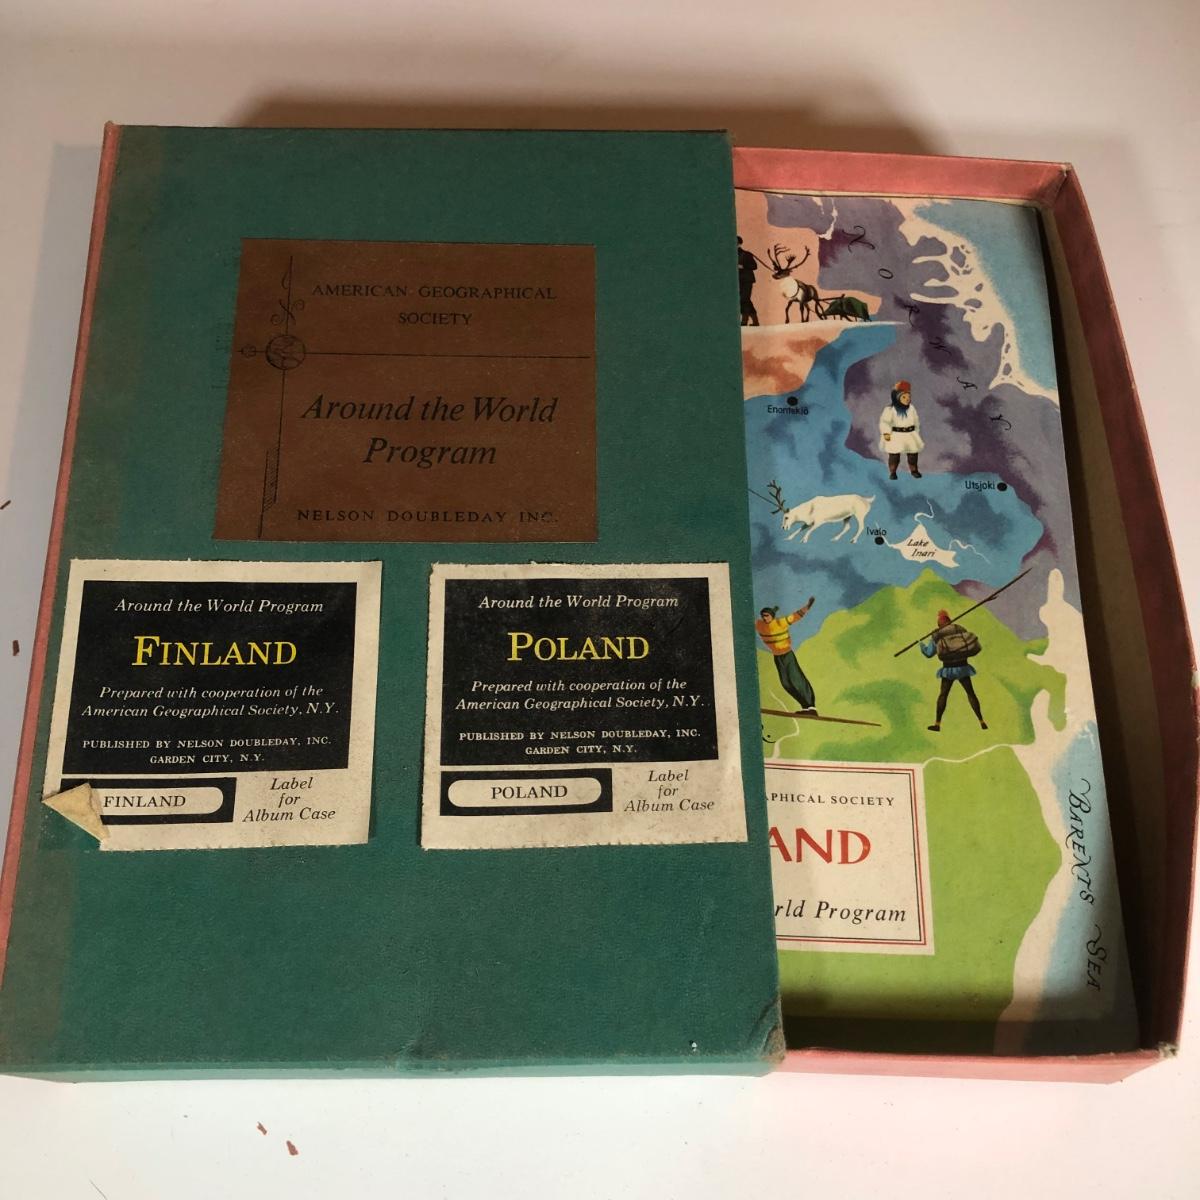 AMERICAN GEOGRAPHICAL
SOCIETY
Around the World
Program
NELSON DOUBLEDAY INC.
Around the World Program
FINLAND
Prepared with cooperation of the
American Geographical Society, N.Y.
PUBLISHED BY NELSON DOUBLEDAY, INC.
GARDEN CITY, N.Y.
FINLAND
Label
for
Album Case
Around the World Program
POLAND
Prepared with cooperation of the
American Geographical Society, N.Y.
PUBLISHED BY NELSON DOUBLEDAY, INC.
GARDEN CITY, N.Y.
POLAND
Label
for
Album Case
NORWAY
Enontekiö
Utsjoki
Ivalo
Lake
Inari
APHICAL SOCIETY
AND
rld Program
BARENTS SEA